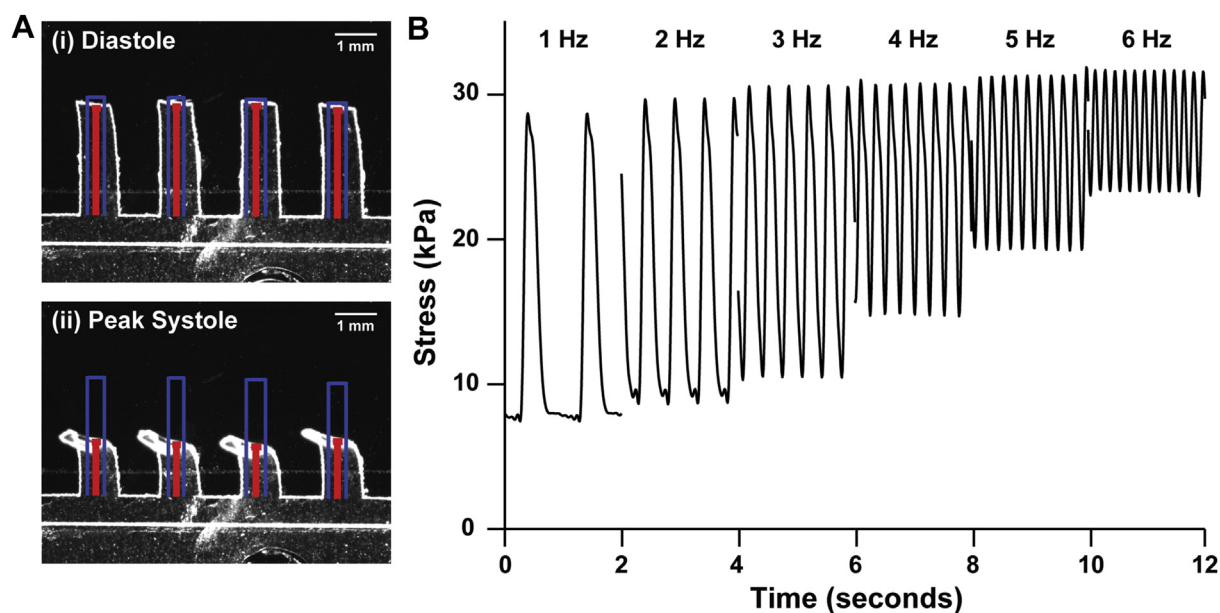 A
(i) Diastole
1 mm
(ii) Peak Systole
1 mm
B
1 Hz 2 Hz 3 Hz 4 Hz 5 Hz 6 Hz
Stress (kPa)
30
20
10
0
0 2 4 6 8 10 12
Time (seconds)